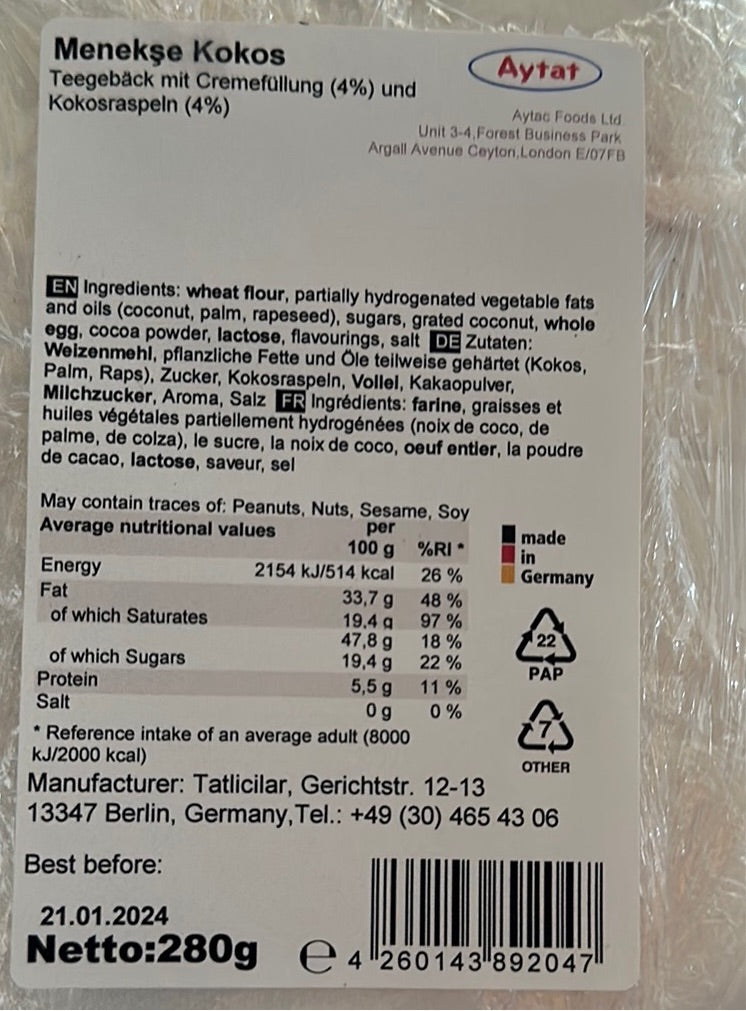 Menekşe Kokos
Teegebäck mit Cremefüllung (4%) und
Kokosraspeln (4%)
Aytat
Aytac Foods Ltd.
Unit 3-4,Forest Business Park
Argall Avenue Ceyton,London E/07FB
EN Ingredients: wheat flour, partially hydrogenated vegetable fats
and oils (coconut, palm, rapeseed), sugars, grated coconut, whole
egg, cocoa powder, lactose, flavourings, salt DE Zutaten:
Weizenmehl, pflanzliche Fette und Öle teilweise gehärtet (Kokos,
Palm, Raps), Zucker, Kokosraspeln, Vollei, Kakaopulver,
Milchzucker, Aroma, Salz FR Ingrédients: farine, graisses et
huiles végétales partiellement hydrogénées (noix de coco, de
palme, de colza), le sucre, la noix de coco, oeuf entier, la poudre
de cacao, lactose, saveur, sel
May contain traces of: Peanuts, Nuts, Sesame, Soy
Average nutritional values per
100 g %RI *
Energy 2154 kJ/514 kcal 26 %
Fat 33,7 g 48 %
of which Saturates 19,4 g 97 %
47,8 g 18 %
of which Sugars 19,4 g 22 %
Protein 5,5 g 11 %
Salt 0 g 0 %
* Reference intake of an average adult (8000
kJ/2000 kcal)
made
in
Germany
22
PAP
7
OTHER
Manufacturer: Tatlicilar, Gerichtstr. 12-13
13347 Berlin, Germany,Tel.: +49 (30) 465 43 06
Best before:
21.01.2024
Netto:280g e
4 260143 892047